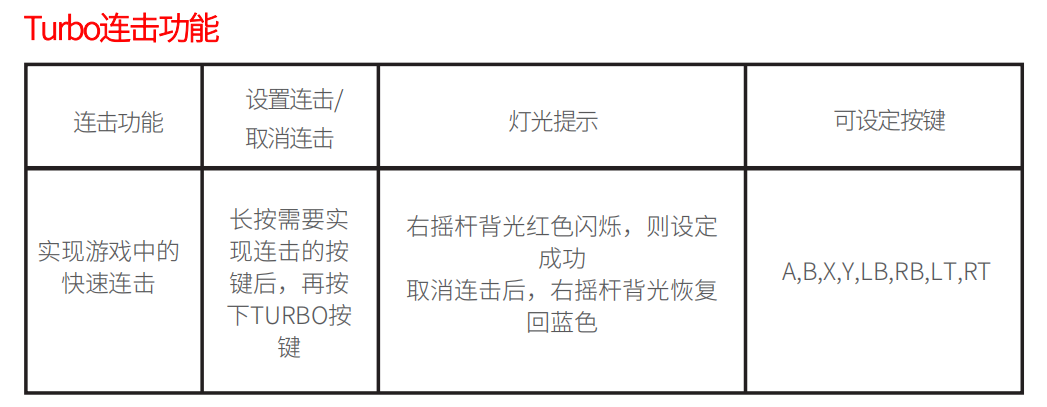 Turbo连击功能
连击功能
设置连击/
取消连击
灯光提示
可设定按键
实现游戏中的
快速连击
长按需要实
现连击的按
键后，再按
下TURBO按
键
右摇杆背光红色闪烁，则设定
成功
取消连击后，右摇杆背光恢复
回蓝色
A,B,X,Y,LB,RB,LT,RT